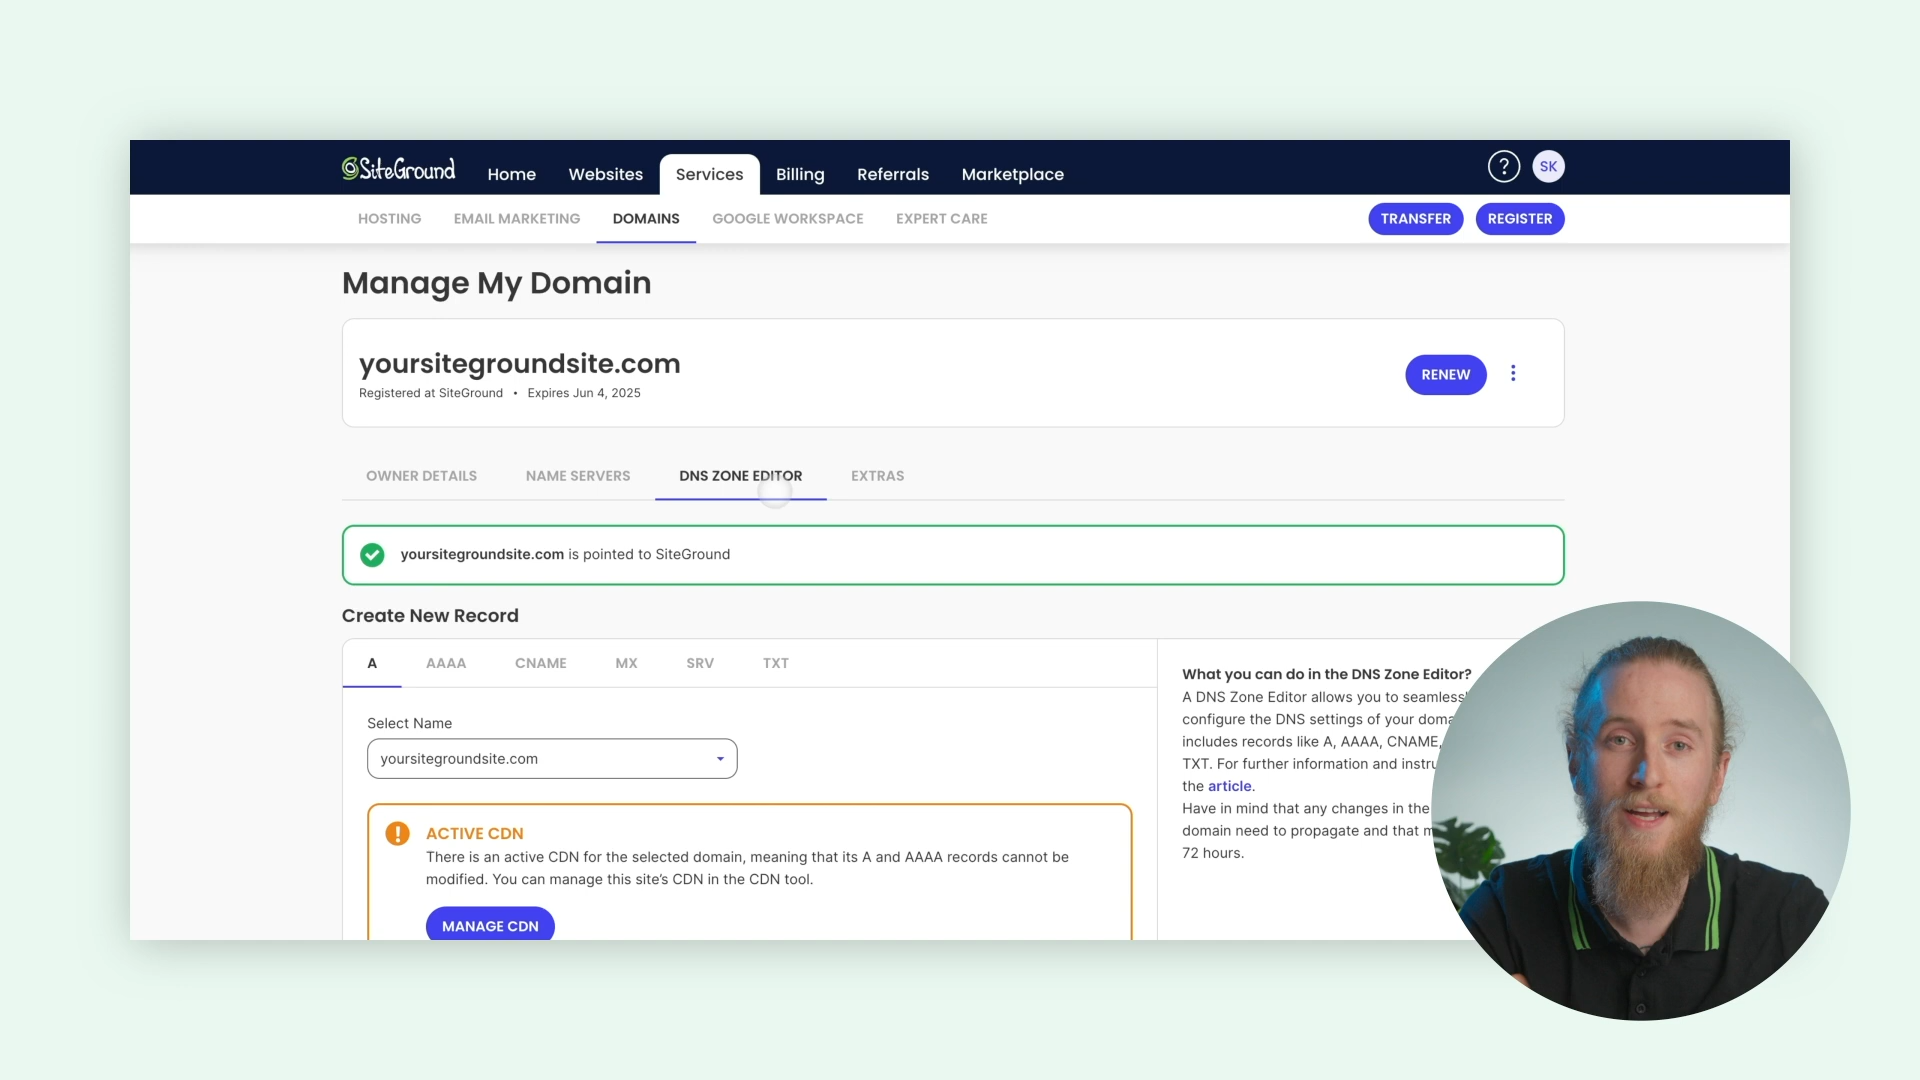 SiteGround
Home Websites Services Billing Referrals Marketplace
? SK
HOSTING EMAIL MARKETING DOMAINS GOOGLE WORKSPACE EXPERT CARE
TRANSFER REGISTER
Manage My Domain
yoursitegroundsite.com
Registered at SiteGround • Expires Jun 4, 2025
RENEW
OWNER DETAILS NAME SERVERS DNS ZONE EDITOR EXTRAS
yoursitegroundsite.com is pointed to SiteGround
Create New Record
A AAAA CNAME MX SRV TXT
Select Name
yoursitegroundsite.com
ACTIVE CDN
There is an active CDN for the selected domain, meaning that its A and AAAA records cannot be
modified. You can manage this site’s CDN in the CDN tool.
MANAGE CDN
What you can do in the DNS Zone Editor?
A DNS Zone Editor allows you to
configure the DNS settings of your
includes records like A, AAAA, CNAME,
TXT. For further information and
the article.
Have in mind that any changes in the
domain need to propagate and that
72 hours.